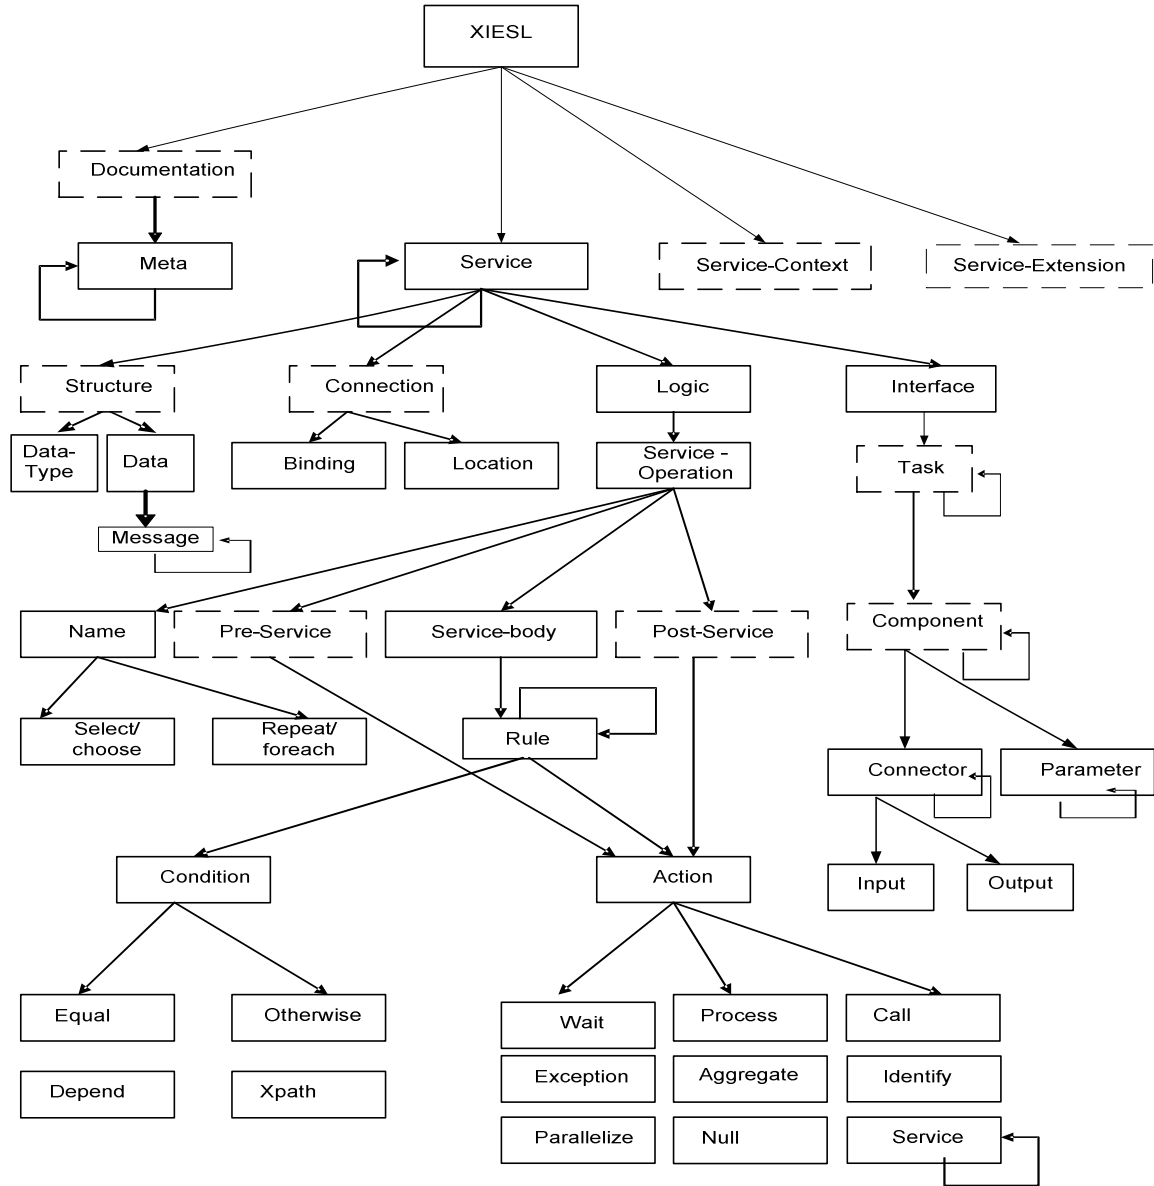 XIESL
Documentation
Meta
Service
Service-Context
Service-Extension
Structure
Connection
Logic
Interface
Data-
Type
Data
Binding
Location
Service -
Operation
Task
Message
Name
Pre-Service
Service-body
Post-Service
Component
Select/
choose
Repeat/
foreach
Rule
Connector
Parameter
Condition
Action
Input
Output
Equal
Otherwise
Wait
Process
Call
Depend
Xpath
Exception
Aggregate
Identify
Parallelize
Null
Service